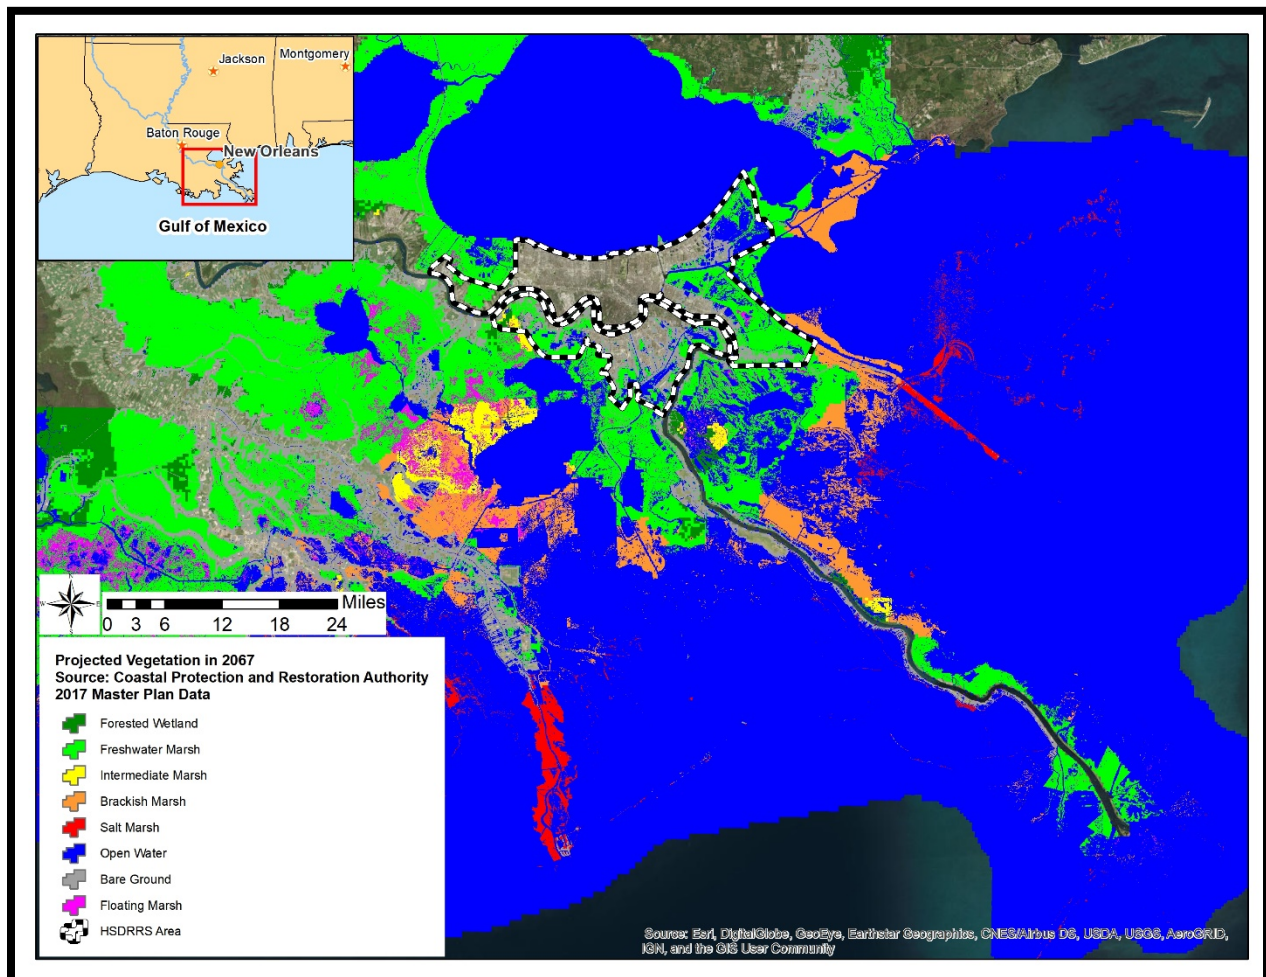 Jackson
Montgomery
Baton Rouge
New Orleans
Gulf of Mexico
Miles
0 3 6 12 18 24
Projected Vegetation in 2067
Source: Coastal Protection and Restoration Authority
2017 Master Plan Data
Forested Wetland
Freshwater Marsh
Intermediate Marsh
Brackish Marsh
Salt Marsh
Open Water
Bare Ground
Floating Marsh
HSDRRS Area
Source: Esri, DigitalGlobe, GeoEye, Earthstar Geographics, CNES/Airbus DS, USDA, USGS, AeroGRID,
IGN, and the GIS User Community